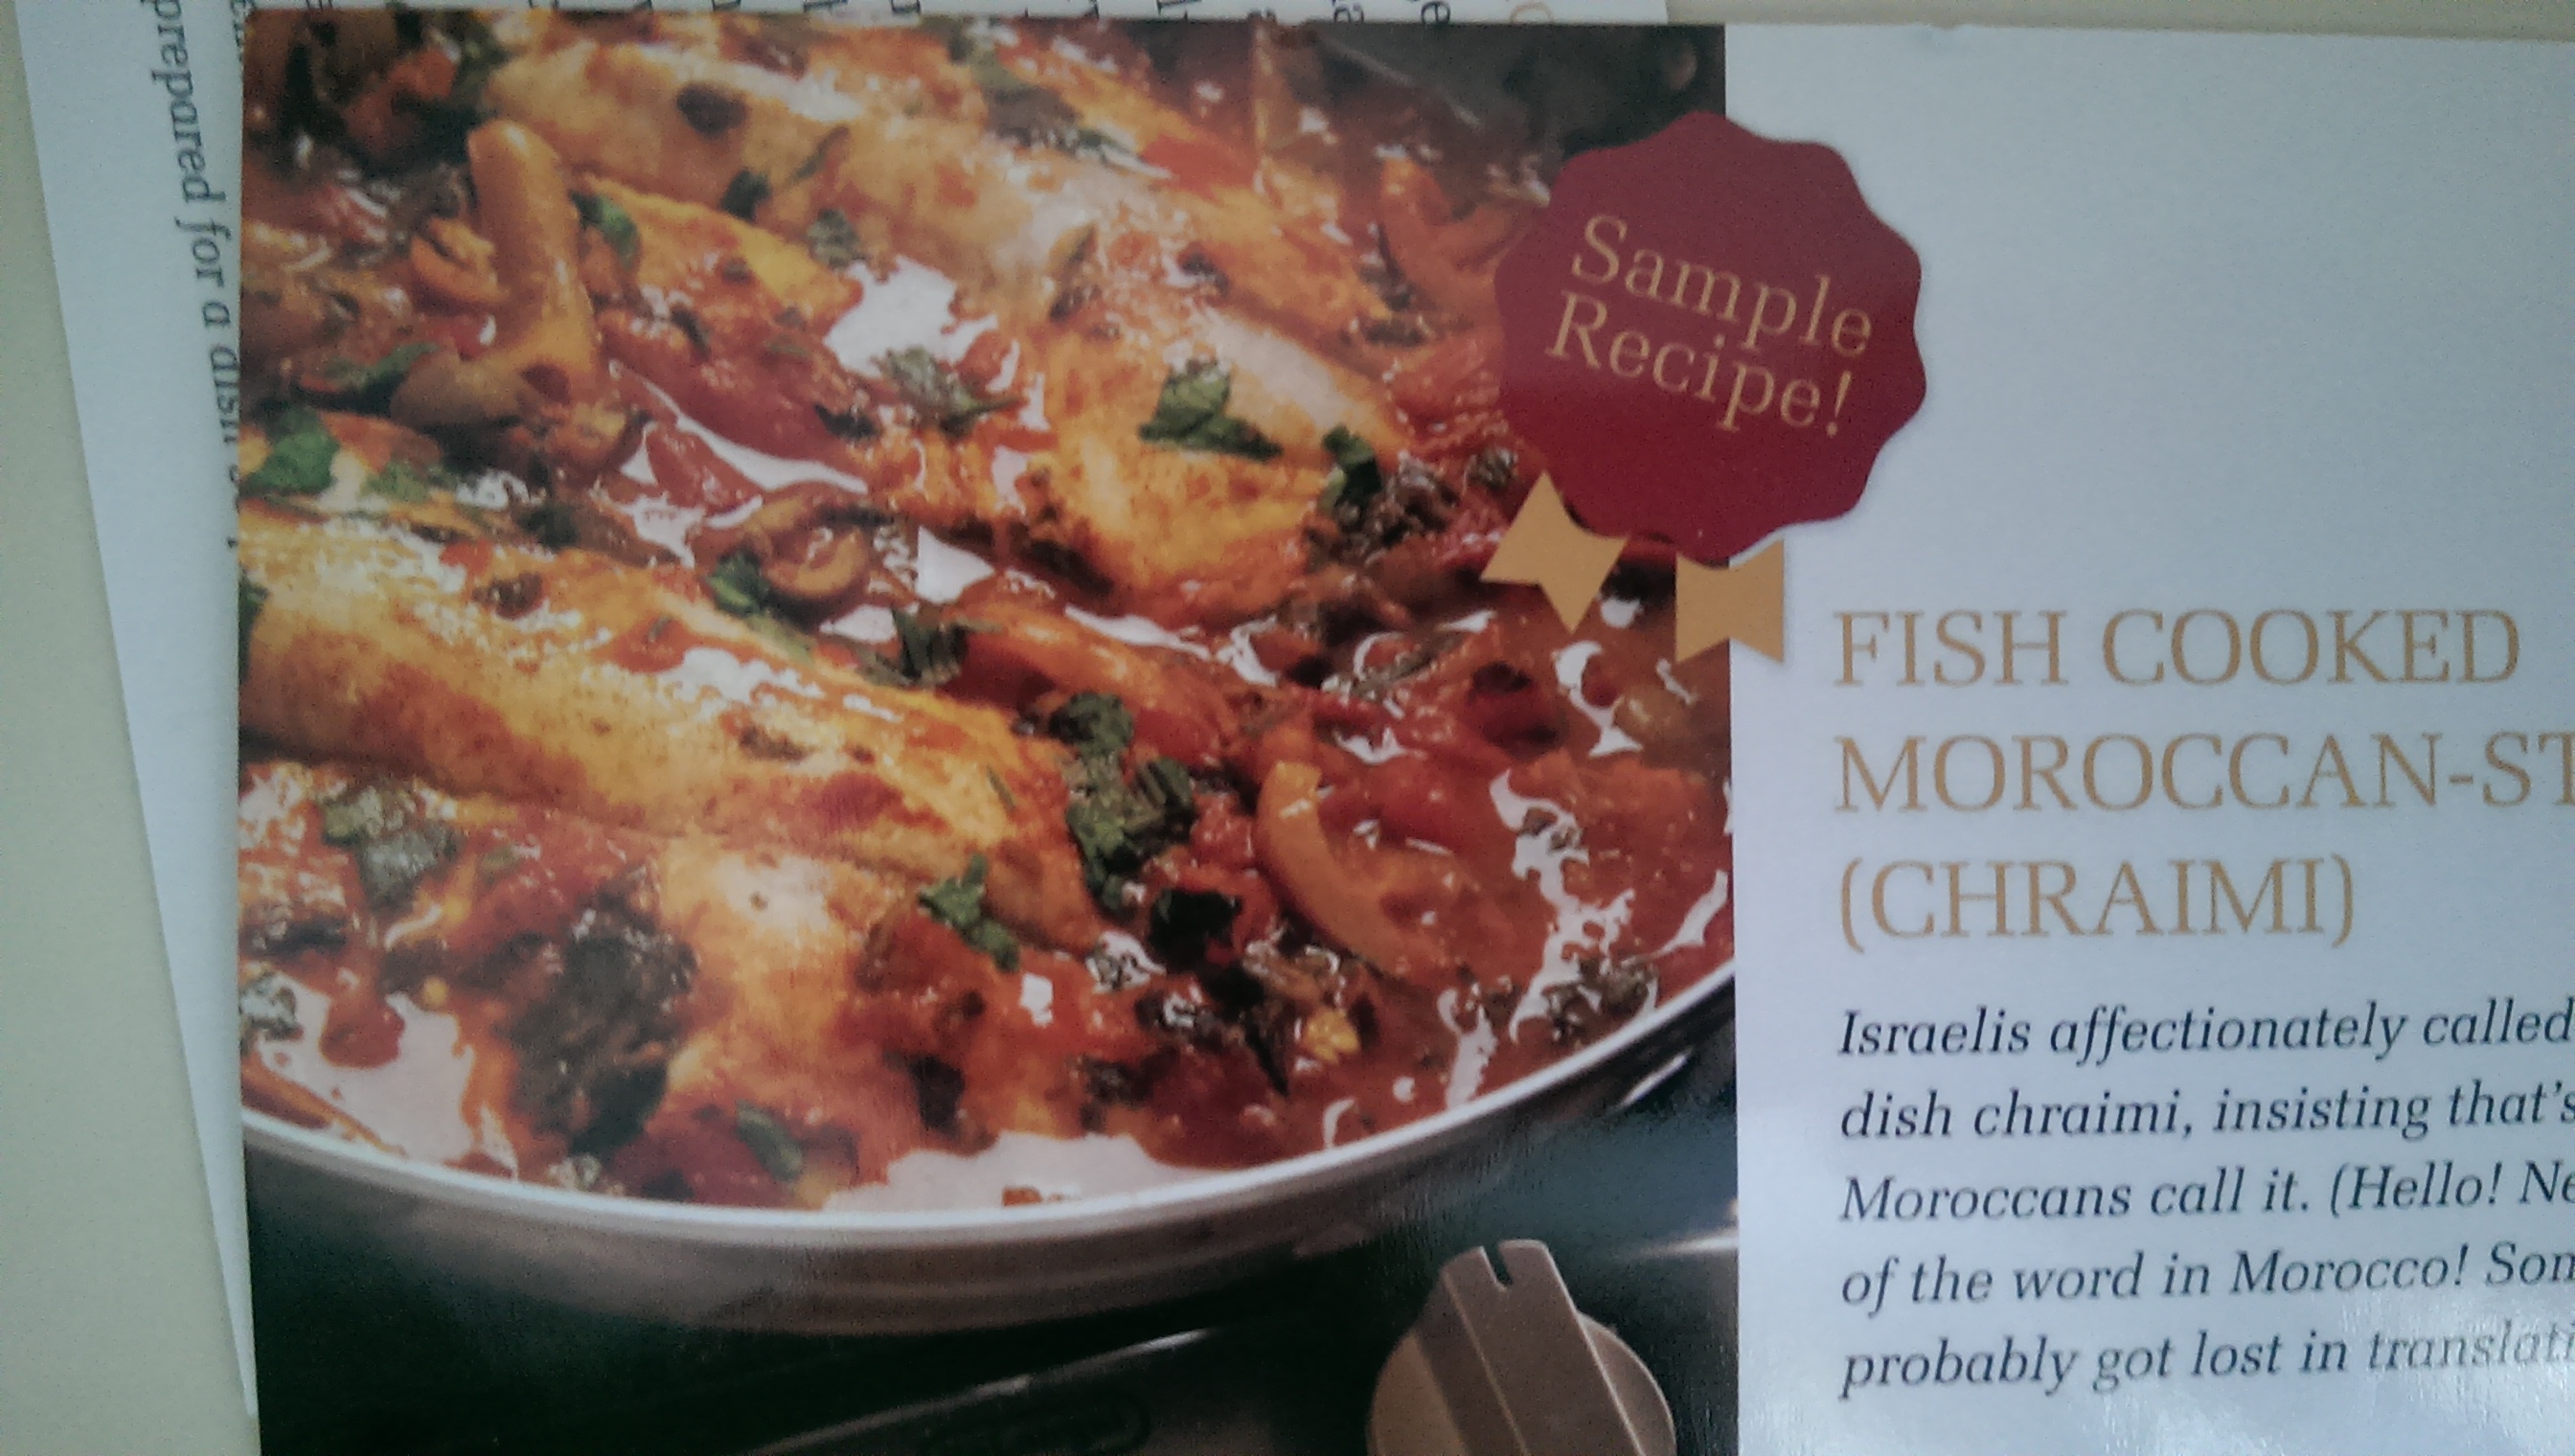 prepared for a
Sample
Recipe!
FISH COOKED
MOROCCAN-ST
(CHRAIMI)
Israelis affectionately called
dish chraimi, insisting that's
Moroccans call it. (Hello! Ne
of the word in Morocco! Som
probably got lost in translati